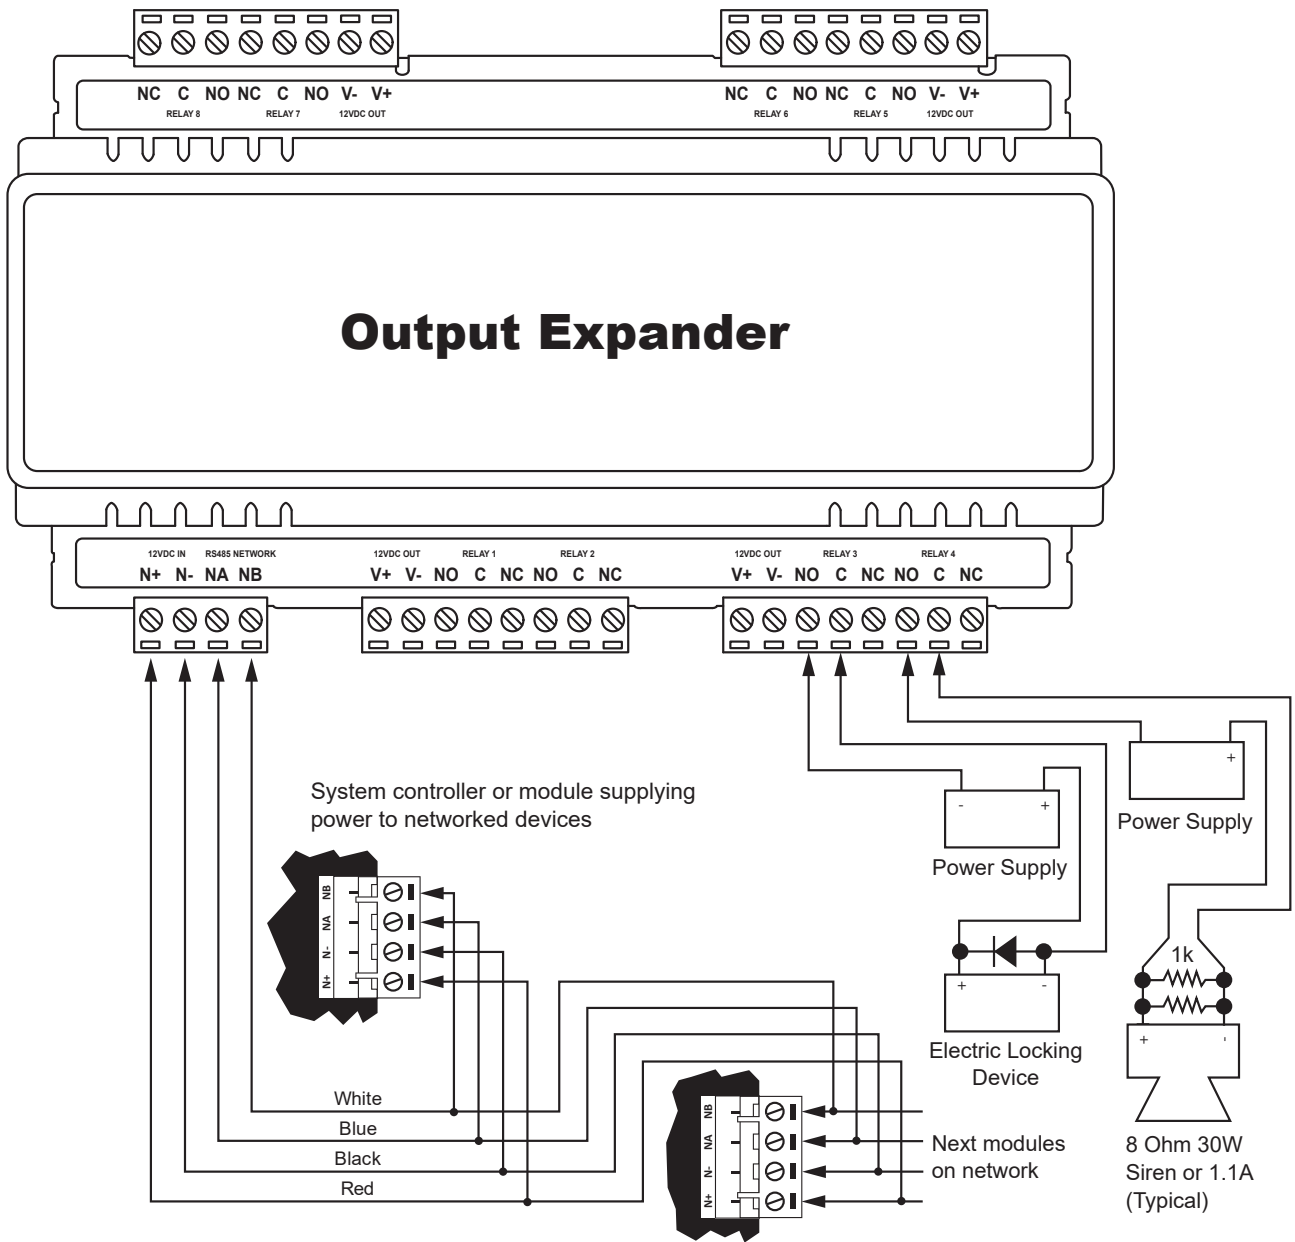 NC C NO NC C NO V- V+
RELAY 8 RELAY 7 12VDC OUT
NC C NO NC C NO V- V+
RELAY 6 RELAY 5 12VDC OUT
Output Expander
12VDC IN RS485 NETWORK
N+ N- NA NB
12VDC OUT RELAY 1 RELAY 2
V+ V- NO C NC NO C NC
12VDC OUT RELAY 3 RELAY 4
V+ V- NO C NC NO C NC
System controller or module supplying
power to networked devices
NB
NA
N-
N+
- +
Power Supply
+
Power Supply
+ -
Electric Locking
Device
1k
+ -
8 Ohm 30W
Siren or 1.1A
(Typical)
White
Blue
Black
Red
NB
NA
N-
N+
Next modules
on network